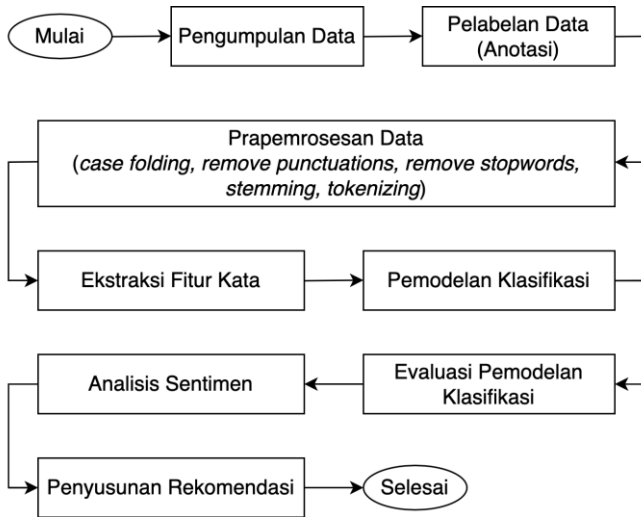 Mulai
Pengumpulan Data
Pelabelan Data
(Anotasi)
Prapemrosesan Data
(case folding, remove punctuations, remove stopwords,
stemming, tokenizing)
Ekstraksi Fitur Kata
Pemodelan Klasifikasi
Evaluasi Pemodelan
Klasifikasi
Analisis Sentimen
Penyusunan Rekomendasi
Selesai